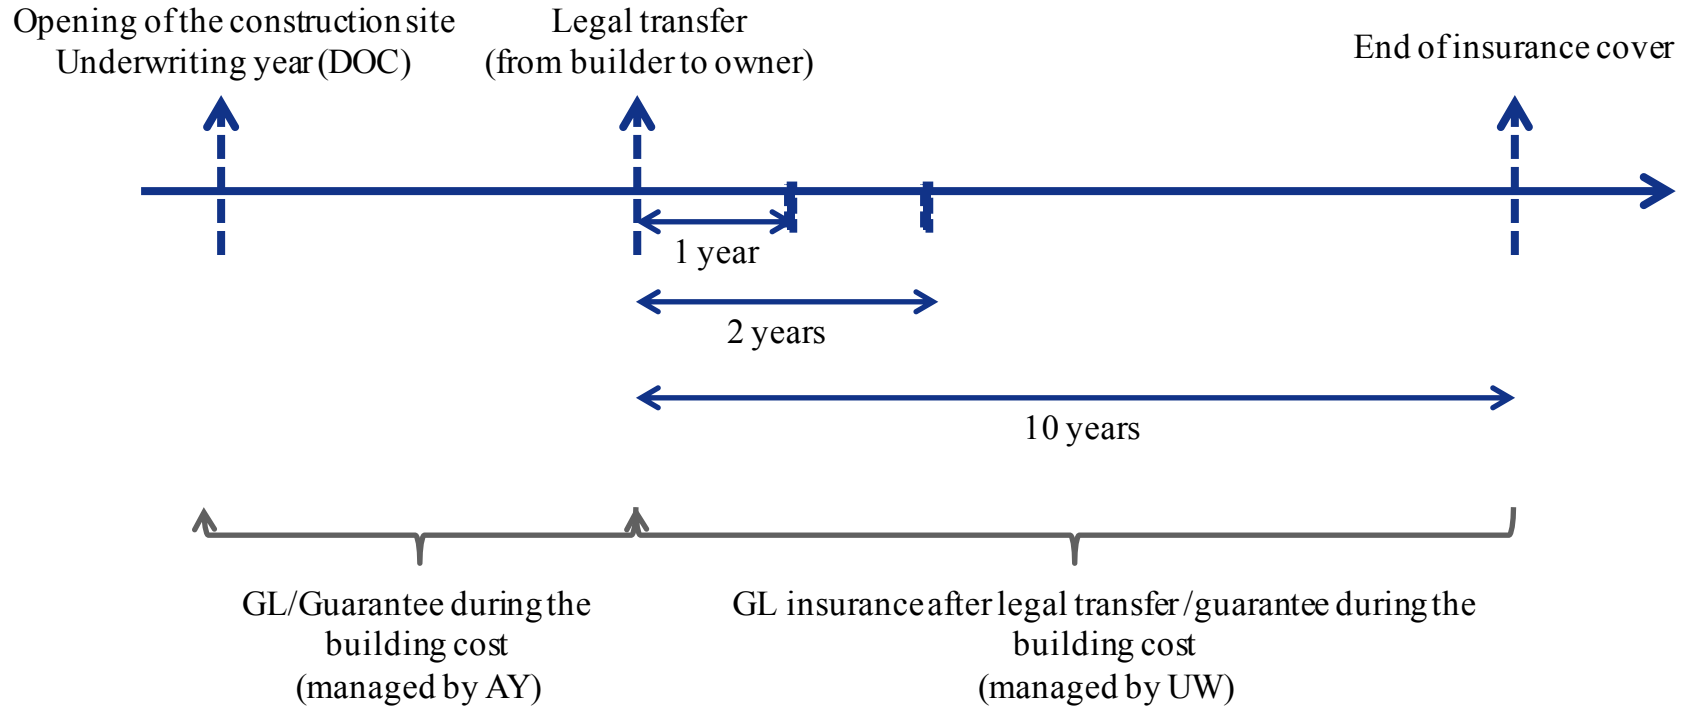 Opening of the construction site
Underwriting year (DOC)
Legal transfer
(from builder to owner)
End of insurance cover
1 year
2 years
10 years
GL/Guarantee during the
building cost
(managed by AY)
GL insurance after legal transfer /guarantee during the
building cost
(managed by UW)